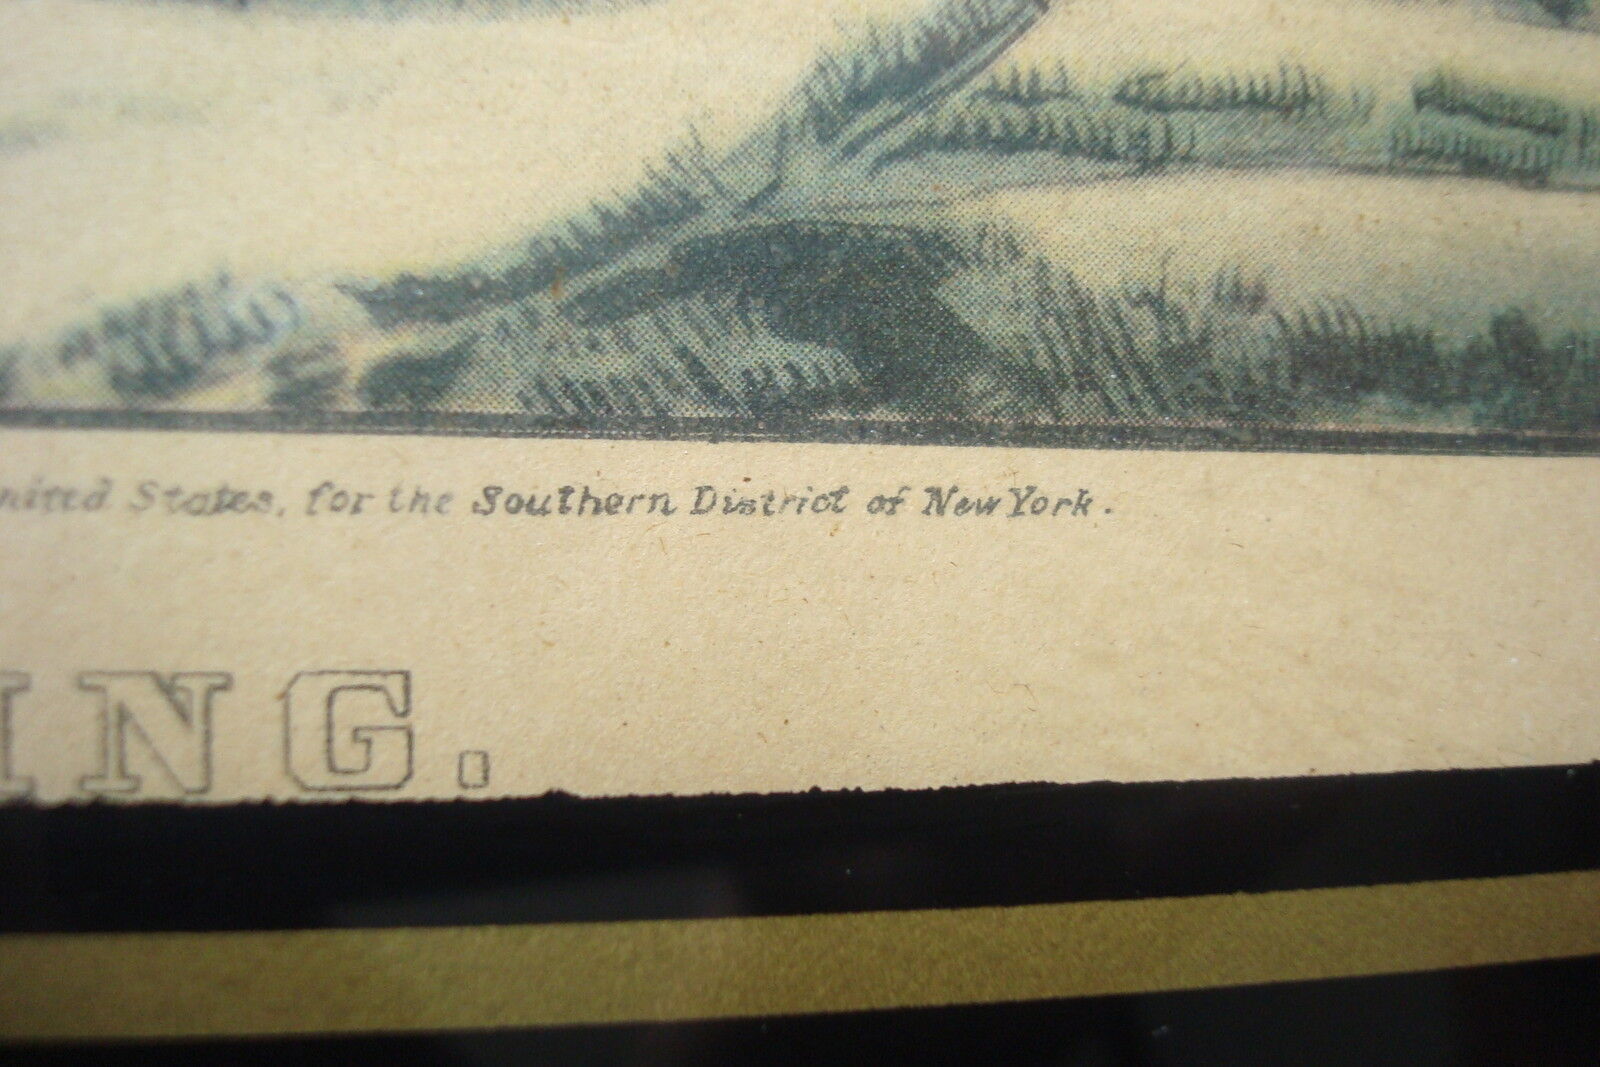 nited States, for the Southern District of New York.
ING.